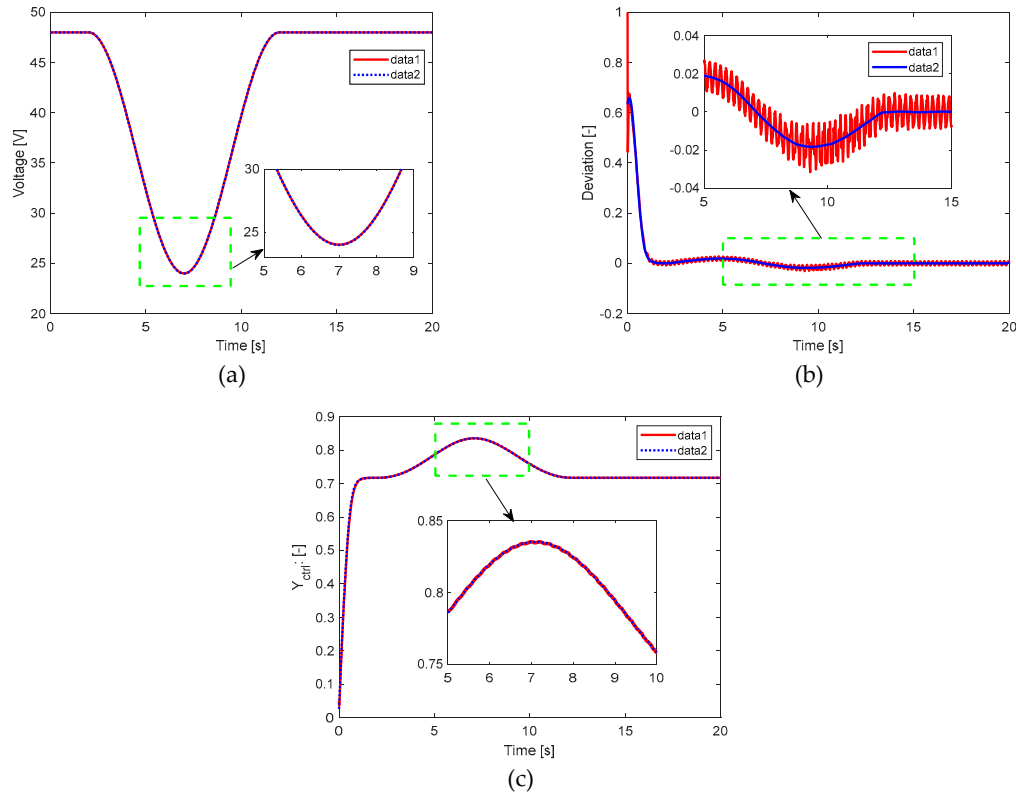 50
45
40
35
30
25
20
Voltage [V]
data1
data2
30
25
5 6 7 8 9
0 5 10 15 20
Time [s]
(a)
1
0.8
0.6
0.4
0.2
0
-0.2
Deviation [-]
0.04
0.02
0
-0.02
-0.04
data1
data2
5 10 15
0 5 10 15 20
Time [s]
(b)
0.9
0.8
0.7
0.6
0.5
0.4
0.3
0.2
0.1
0
Yctrl: [-]
data1
data2
0.85
0.8
0.75
5 6 7 8 9 10
0 5 10 15 20
Time [s]
(c)